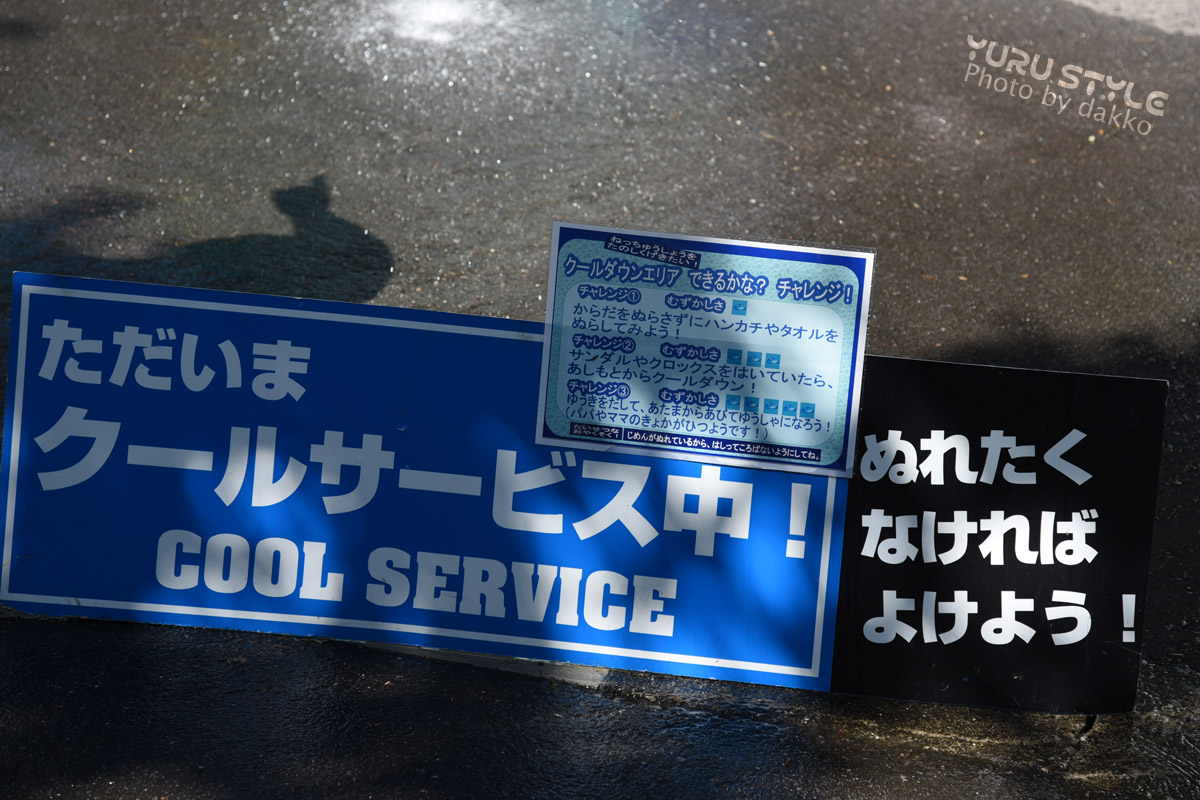 YURU STYLE
Photo by dakko
ねっちゅうしょうを
たのしくげきたい！
クールダウンエリア できるかな？ チャレンジ！
チャレンジ① むずかしさ
からだをぬらさずにハンカチやタオルを
ぬらしてみよう！
チャレンジ② むずかしさ
サンダルやクロックスをはいていたら、
あしもとからクールダウン！
チャレンジ③ むずかしさ
ゆうきをだして、あたまからあびてゆうしゃになろう！
（パパやママのきょかがひつようです！）
たいせつな
おやくそく！
じめんがぬれているから、はしってころばないようにしてね。
ただいま
クールサービス中！
COOL SERVICE
ぬれたく
なければ
よけよう！